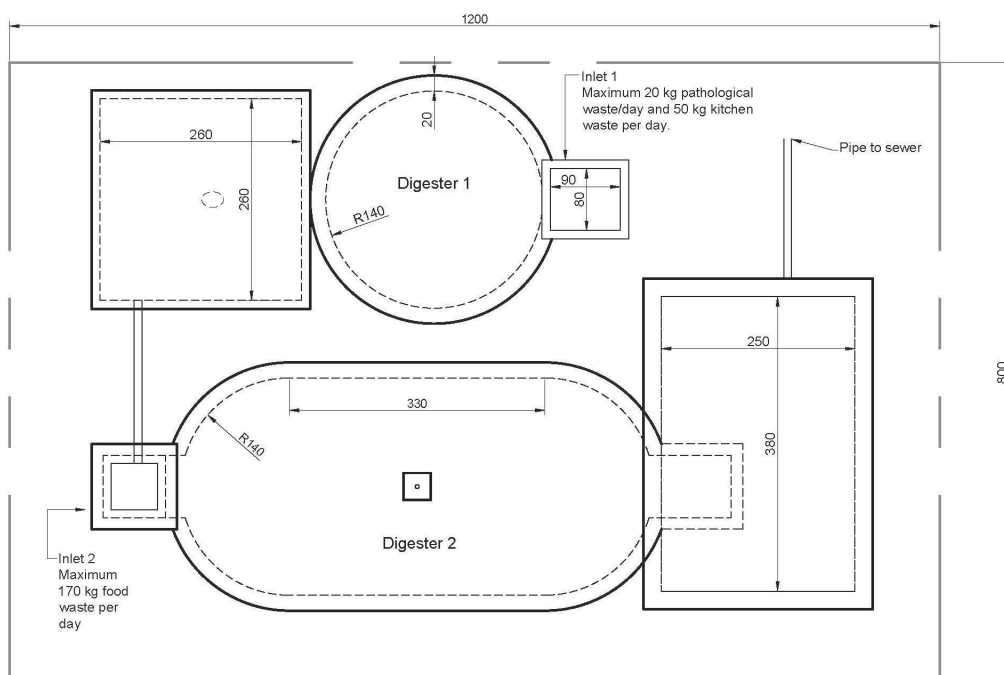 1200
Inlet 1
Maximum 20 kg pathological
waste/day and 50 kg kitchen
waste per day.
20
260
260
Digester 1
R140
90
80
Pipe to sewer
250
380
800
330
R140
Digester 2
Inlet 2
Maximum
170 kg food
waste per
day